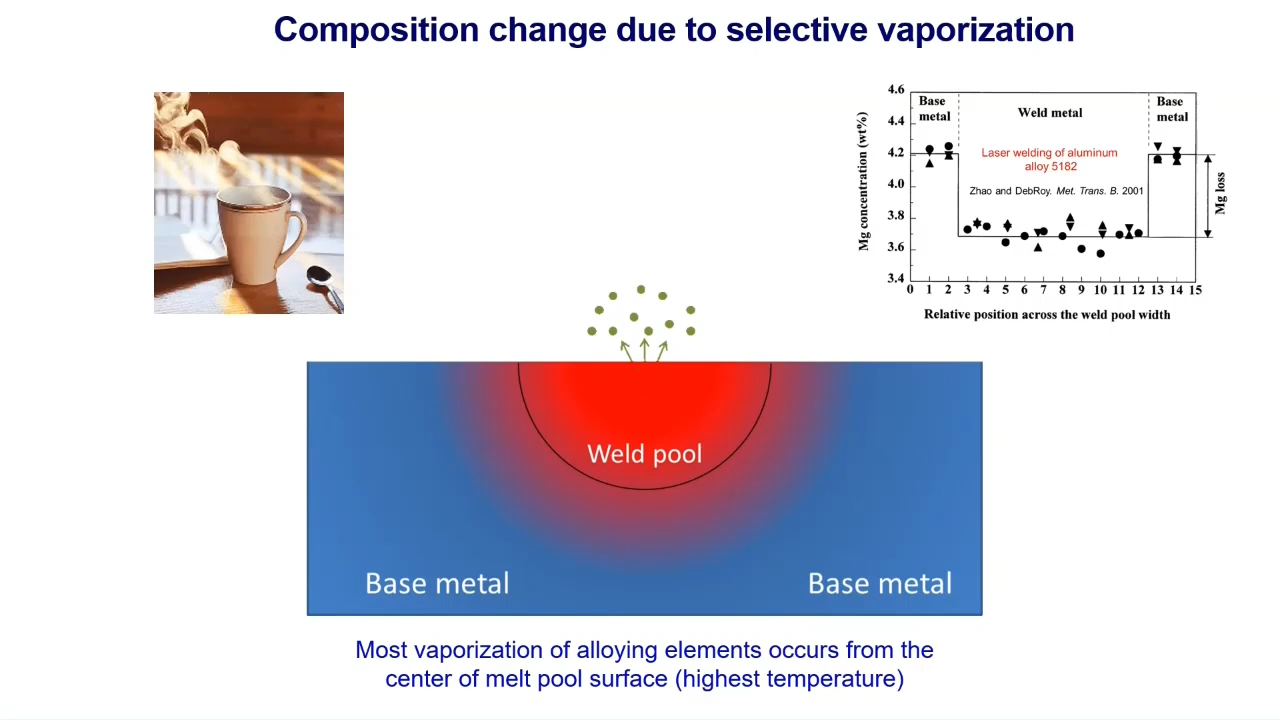 Composition change due to selective vaporization
4.6
4.4
4.2
4.0
3.8
3.6
3.4
Mg concentration (wt%)
Base
metal
Weld metal
Base
metal
Laser welding of aluminum
alloy 5182
Zhao and DebRoy. Met. Trans. B. 2001
Mg loss
0 1 2 3 4 5 6 7 8 9 10 11 12 13 14 15
Relative position across the weld pool width
Weld pool
Base metal
Base metal
Most vaporization of alloying elements occurs from the
center of melt pool surface (highest temperature)